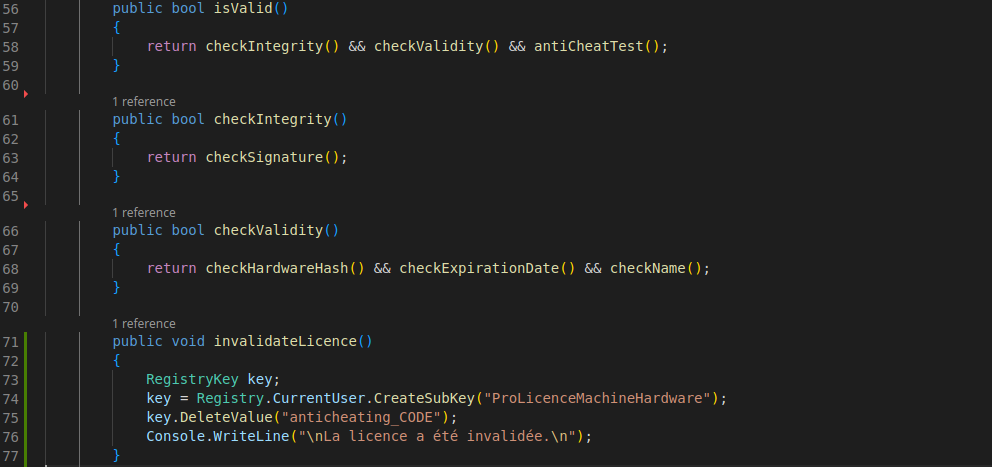 56 public bool isValid()
57 {
58 return checkIntegrity() && checkValidity() && antiCheatTest();
59 }
60
1 reference
61 public bool checkIntegrity()
62 {
63 return checkSignature();
64 }
65
1 reference
66 public bool checkValidity()
67 {
68 return checkHardwareHash() && checkExpirationDate() && checkName();
69 }
70
1 reference
71 public void invalidateLicence()
72 {
73 RegistryKey key;
74 key = Registry.CurrentUser.CreateSubKey("ProLicenceMachineHardware");
75 key.DeleteValue("anticheating_CODE");
76 Console.WriteLine("\nLa licence a été invalidée.\n");
77 }